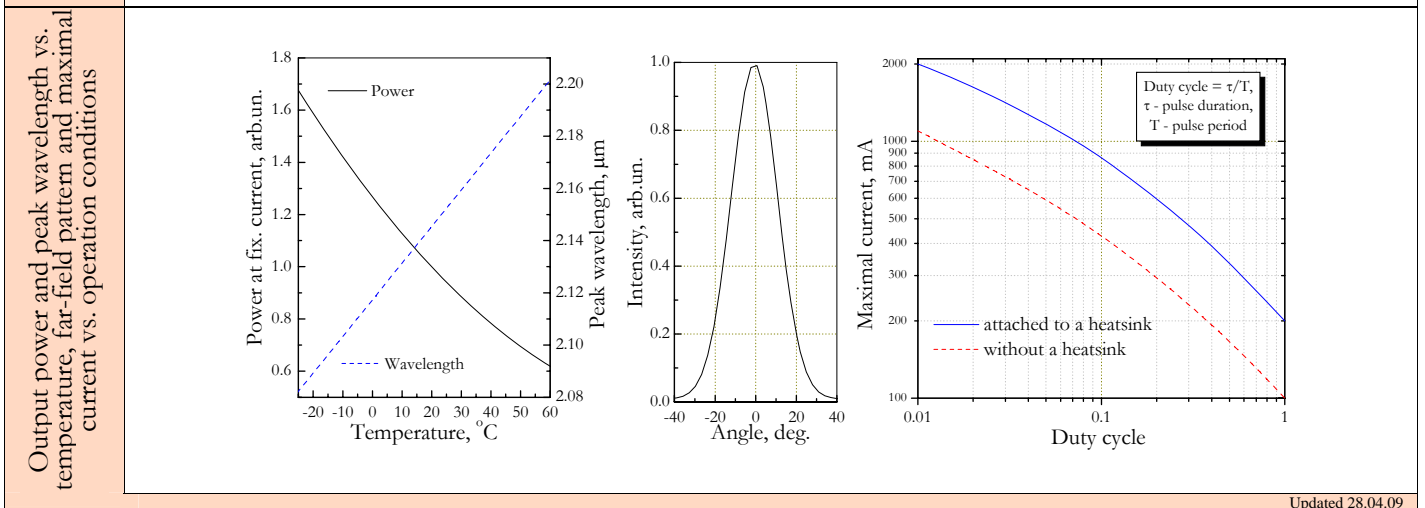 Output power and peak wavelength vs.
temperature, far-field pattern and maximal
current vs. operation conditions
Power at fix. current, arb.un.
1.8
1.6
1.4
1.2
1.0
0.8
0.6
Power
Wavelength
-20 -10 0 10 20 30 40 50 60
Temperature, °C
2.20
2.18
2.16
2.14
2.12
2.10
2.08
Peak wavelength, μm
Intensity, arb.un.
1.0
0.8
0.6
0.4
0.2
0.0
-40 -20 0 20 40
Angle, deg.
Maximal current, mA
2000
1000
900
800
700
600
500
400
300
200
100
Duty cycle = τ/T,
τ - pulse duration,
T - pulse period
attached to a heatsink
without a heatsink
0.01 0.1 1
Duty cycle
Updated 28.04.09